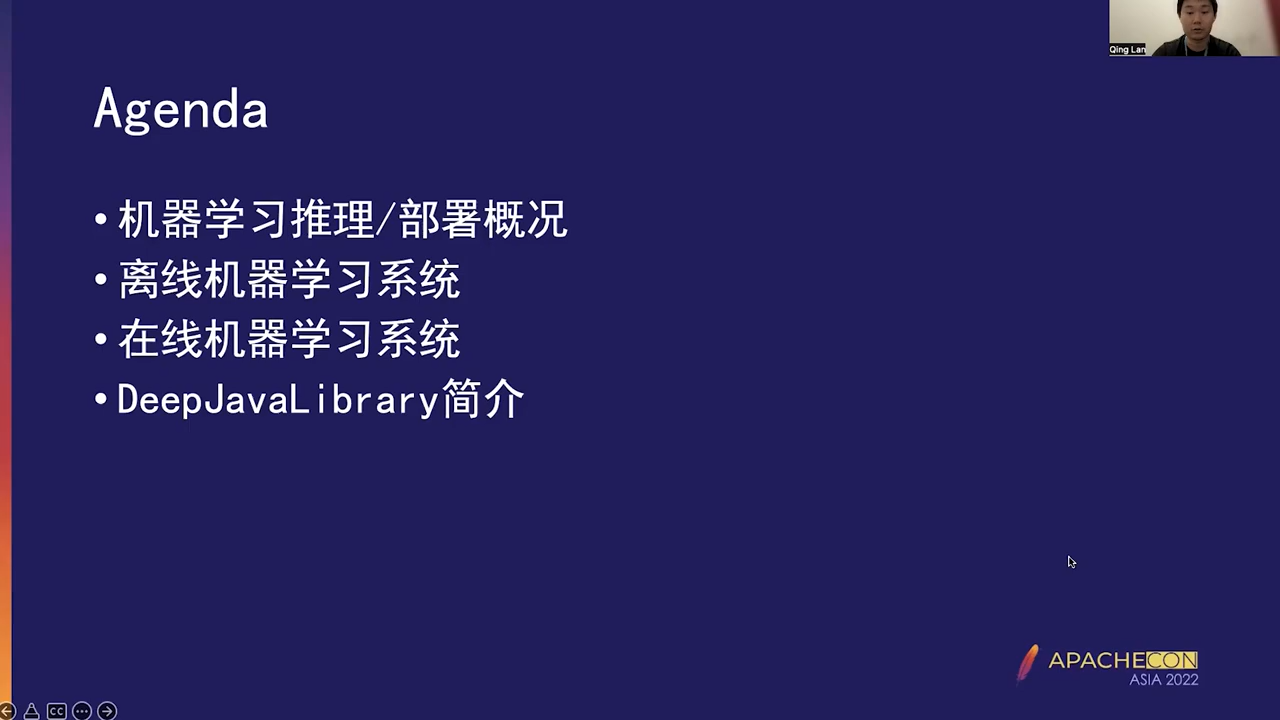 Qing Lan
Agenda
• 机器学习推理/部署概况
• 离线机器学习系统
• 在线机器学习系统
• DeepJavaLibrary简介
APACHECON
ASIA 2022
CC